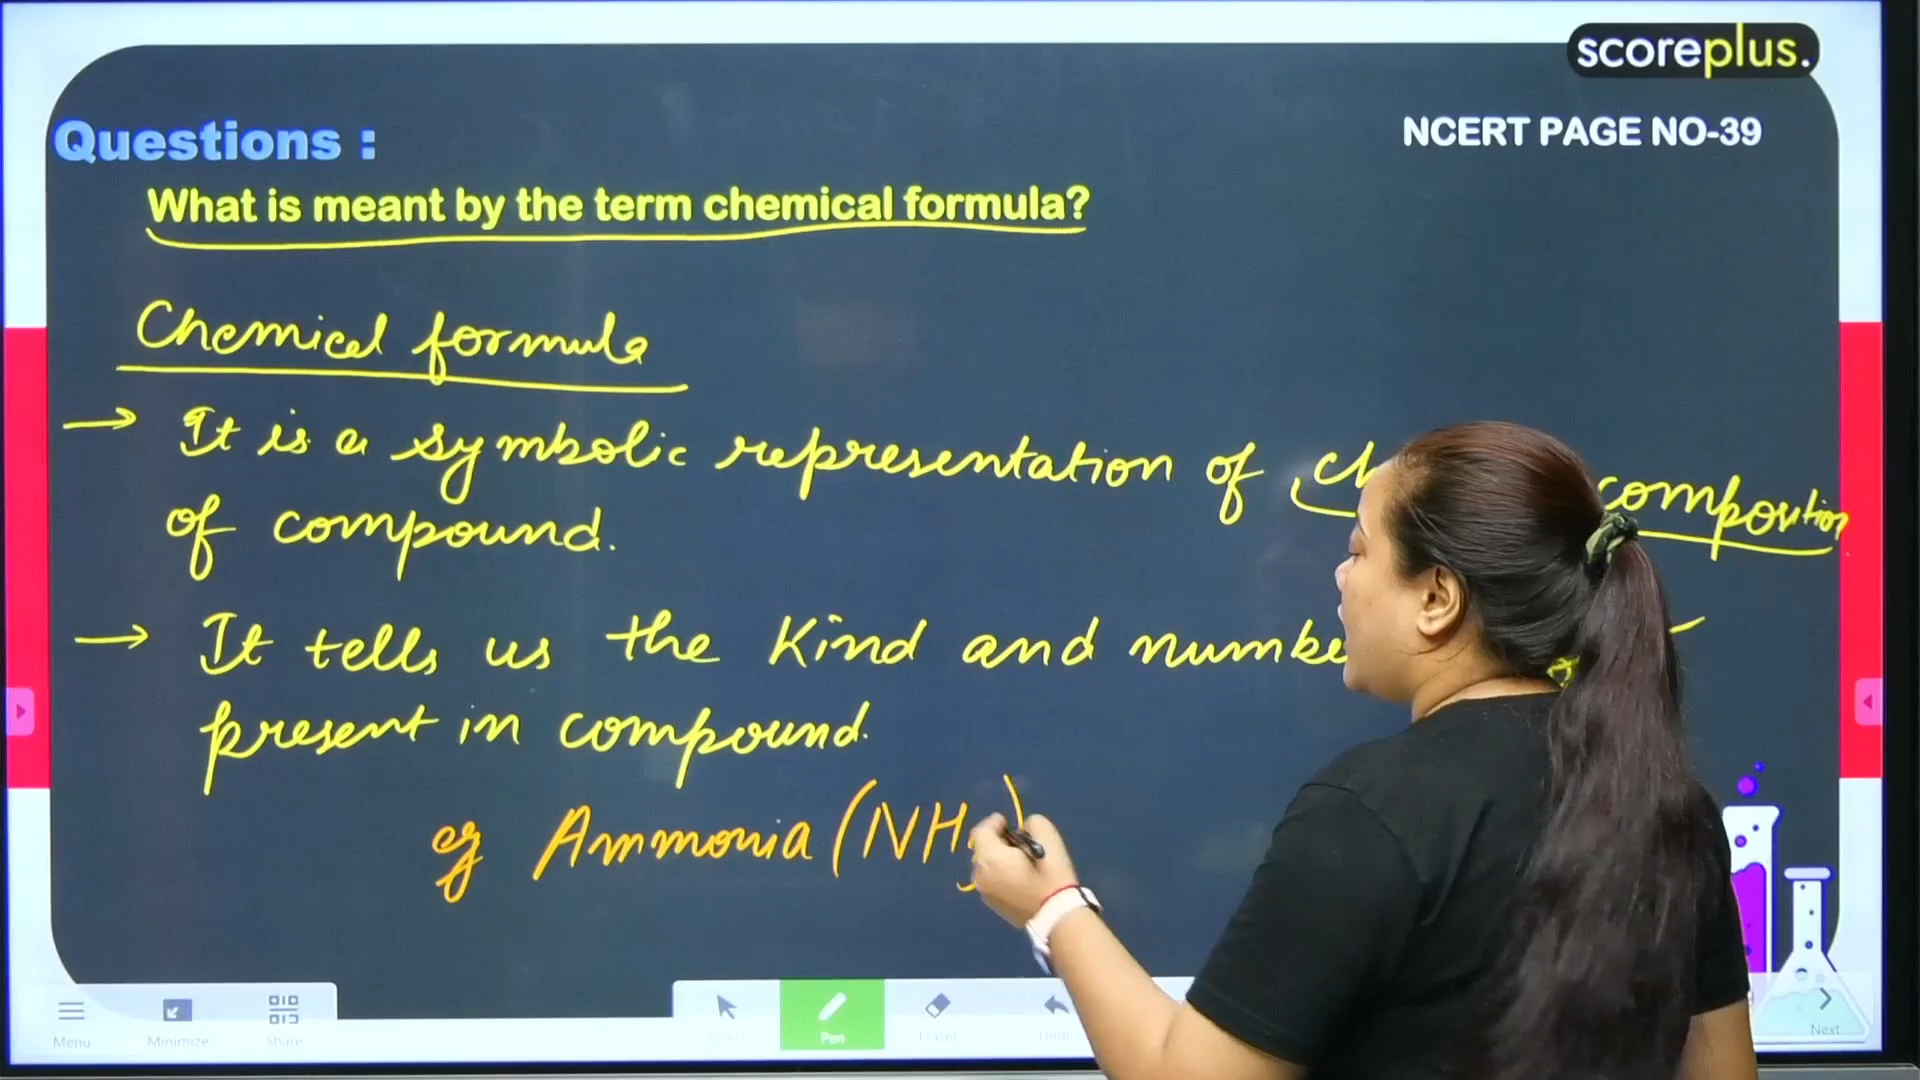 scoreplus.
Questions :
NCERT PAGE NO-39
What is meant by the term chemical formula?
Chemical formula
→ It is a symbolic representation of composition
of compound.
→ It tells us the Kind and
present in compound.
eg Ammonia (NH
Menu
Minimize
Share
Pen
Eraser
Undo
Next